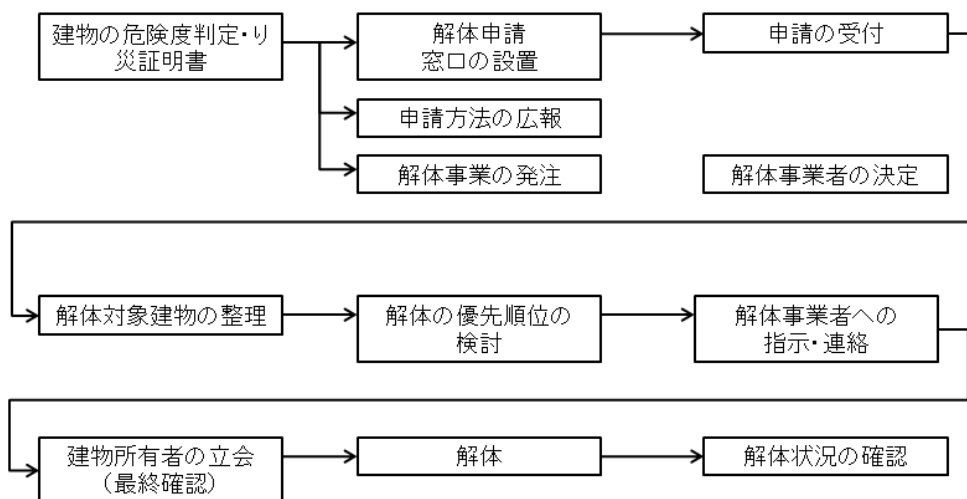 建物の危険度判定・り
災証明書
解体申請
窓口の設置
申請の受付
申請方法の広報
解体事業の発注
解体事業者の決定
解体対象建物の整理
解体の優先順位の
検討
解体事業者への
指示・連絡
建物所有者の立会
（最終確認）
解体
解体状況の確認